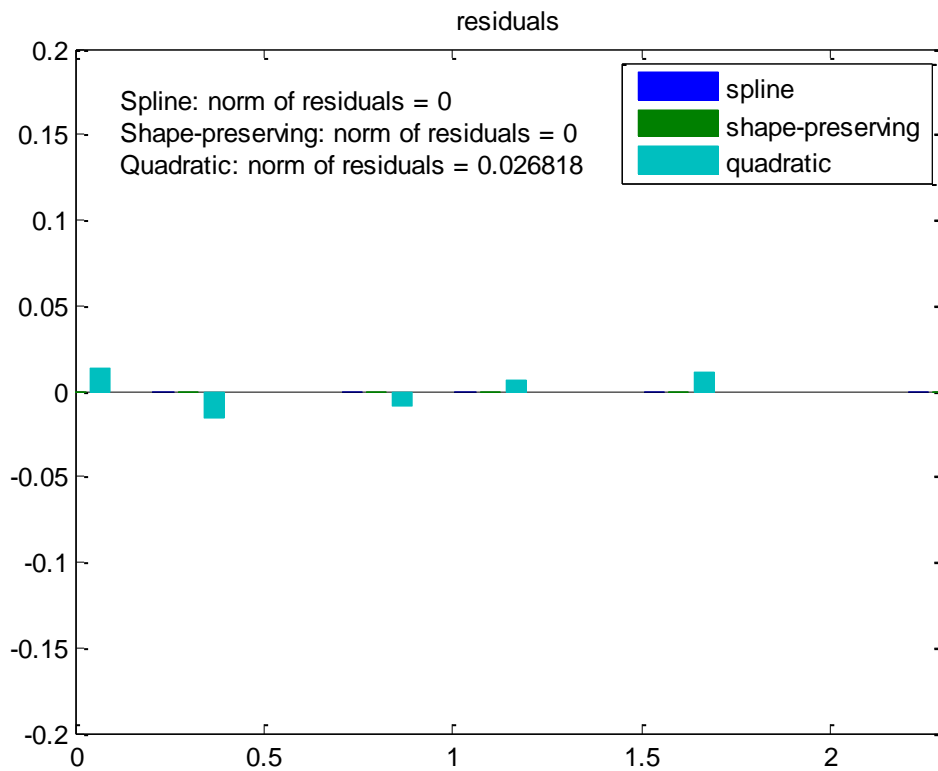 residuals
Spline: norm of residuals = 0
Shape-preserving: norm of residuals = 0
Quadratic: norm of residuals = 0.026818
spline
shape-preserving
quadratic
0.2
0.15
0.1
0.05
0
-0.05
-0.1
-0.15
-0.2
0
0.5
1
1.5
2